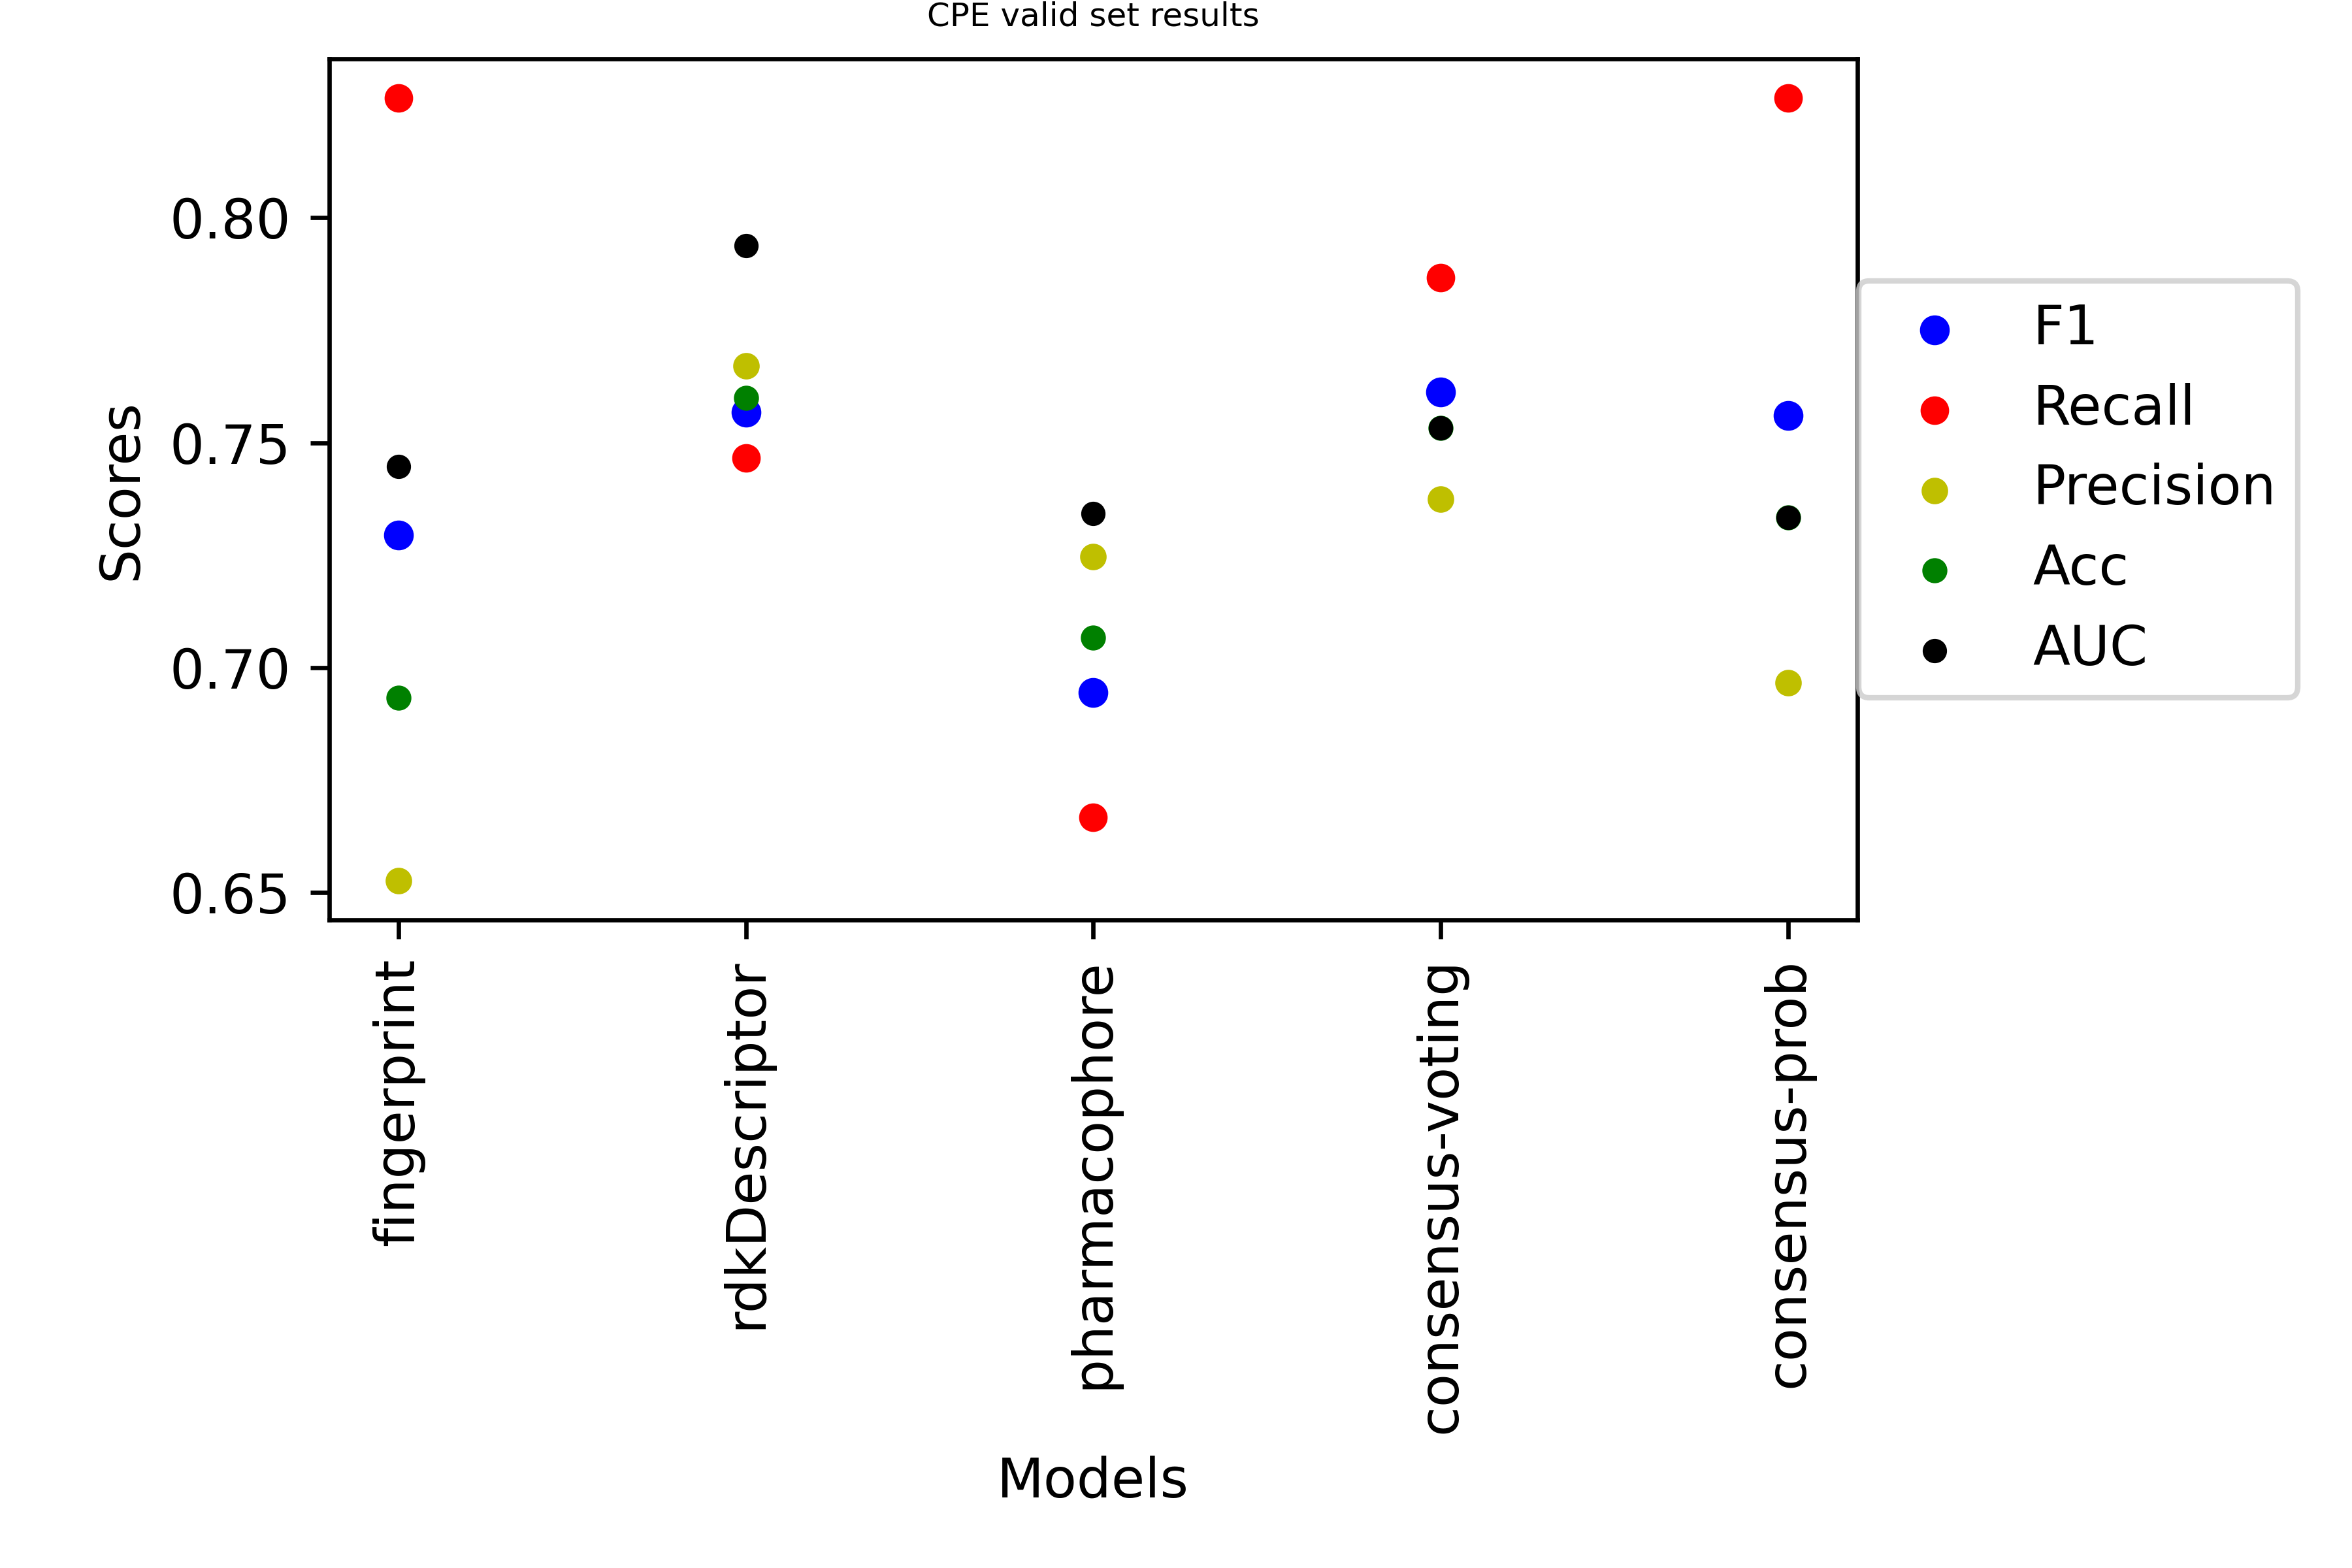 CPE valid set results
Scores
0.80
0.75
0.70
0.65
F1
Recall
Precision
Acc
AUC
fingerprint
rdkDescriptor
pharmacophore
consensus-voting
consensus-prob
Models